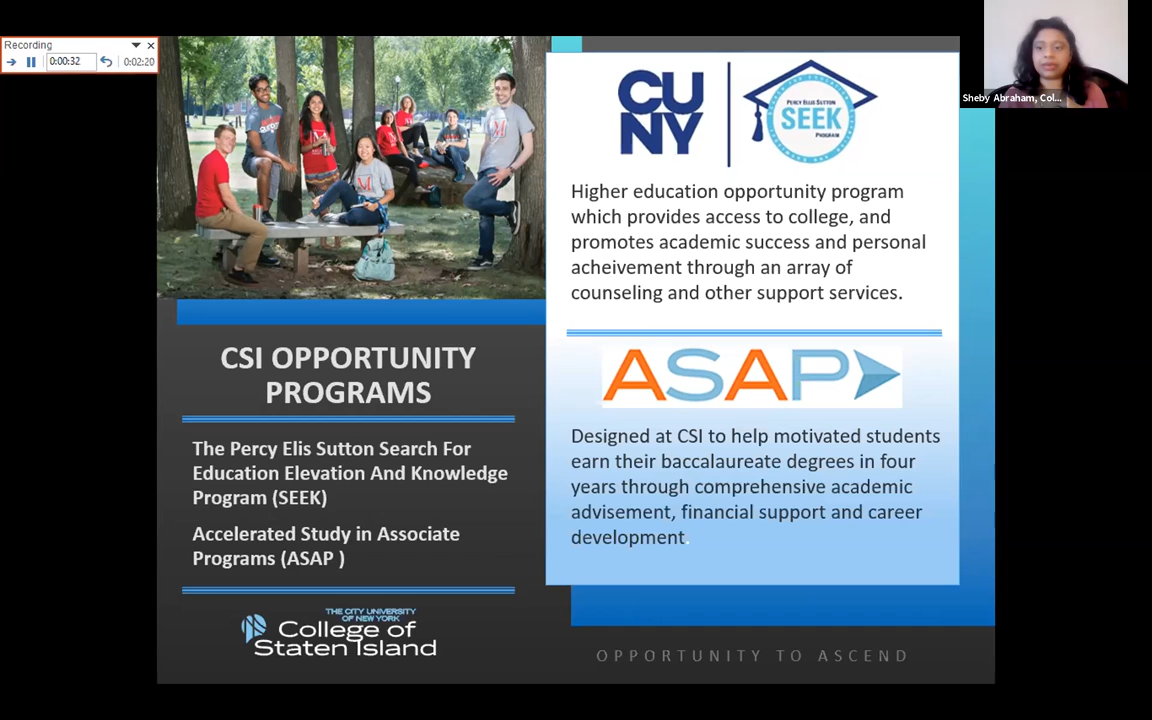 Recording
0:00:32
0:02:20
Sheby Abraham, Col...
CU
NY
PERCY ELLIS SUTTON
SEEK
PROGRAM
Higher education opportunity program
which provides access to college, and
promotes academic success and personal
acheivement through an array of
counseling and other support services.
CSI OPPORTUNITY
PROGRAMS
The Percy Elis Sutton Search For
Education Elevation And Knowledge
Program (SEEK)
Accelerated Study in Associate
Programs (ASAP )
ASAP
Designed at CSI to help motivated students
earn their baccalaureate degrees in four
years through comprehensive academic
advisement, financial support and career
development.
THE CITY UNIVERSITY
OF NEW YORK
College of
Staten Island
OPPORTUNITY TO ASCEND